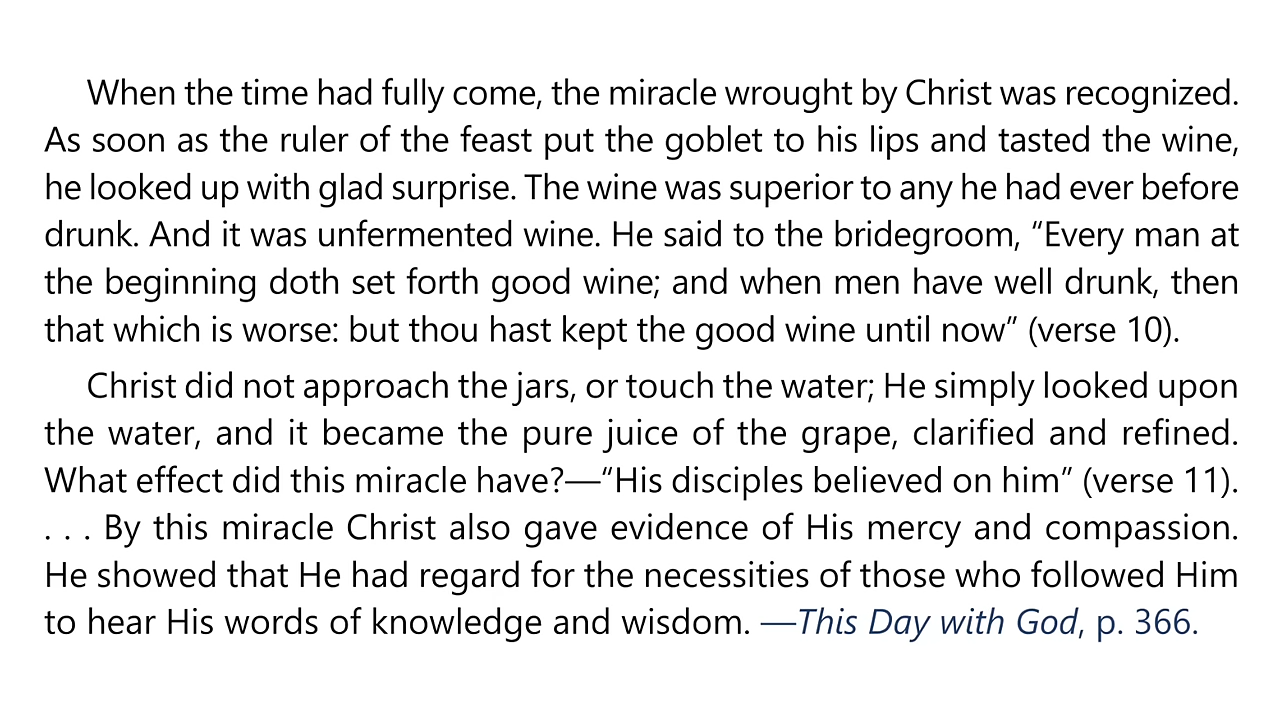 When the time had fully come, the miracle wrought by Christ was recognized.
As soon as the ruler of the feast put the goblet to his lips and tasted the wine,
he looked up with glad surprise. The wine was superior to any he had ever before
drunk. And it was unfermented wine. He said to the bridegroom, “Every man at
the beginning doth set forth good wine; and when men have well drunk, then
that which is worse: but thou hast kept the good wine until now” (verse 10).
Christ did not approach the jars, or touch the water; He simply looked upon
the water, and it became the pure juice of the grape, clarified and refined.
What effect did this miracle have?—“His disciples believed on him” (verse 11).
. . . By this miracle Christ also gave evidence of His mercy and compassion.
He showed that He had regard for the necessities of those who followed Him
to hear His words of knowledge and wisdom. —This Day with God, p. 366.